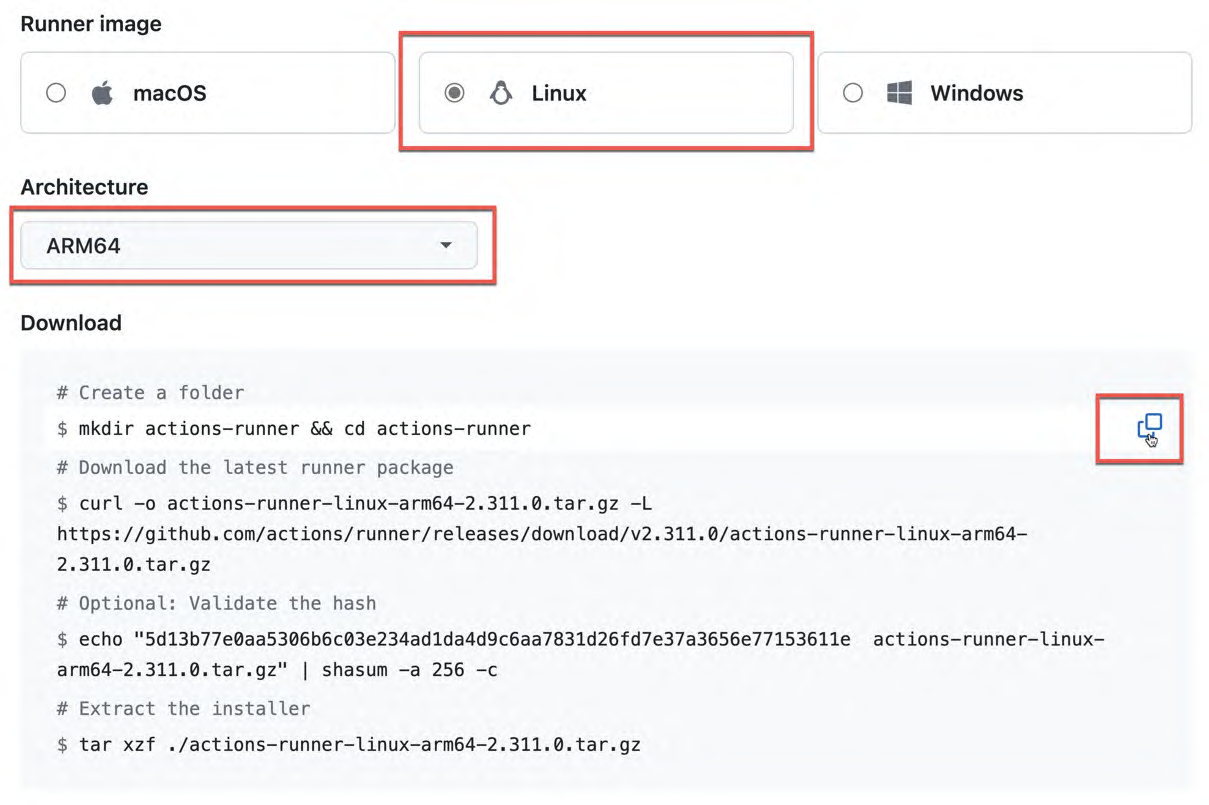 Runner image
macOS
Linux
Windows
Architecture
ARM64
Download
# Create a folder
$ mkdir actions-runner && cd actions-runner
# Download the latest runner package
$ curl -o actions-runner-linux-arm64-2.311.0.tar.gz -L
https://github.com/actions/runner/releases/download/v2.311.0/actions-runner-linux-arm64-
2.311.0.tar.gz
# Optional: Validate the hash
$ echo "5d13b77e0aa5306b6c03e234ad1da4d9c6aa7831d26fd7e37a3656e77153611e  actions-runner-linux-
arm64-2.311.0.tar.gz" | shasum -a 256 -c
# Extract the installer
$ tar xzf ./actions-runner-linux-arm64-2.311.0.tar.gz